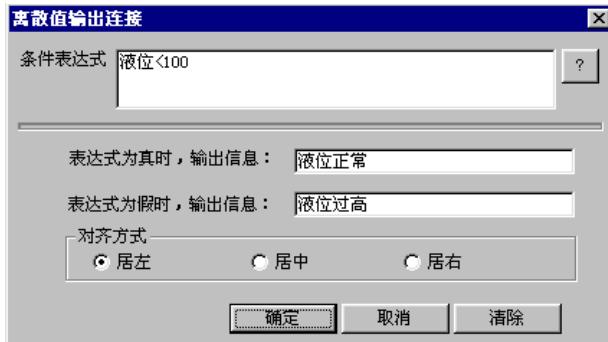 离散值输出连接
条件表达式 液位<100 ?
表达式为真时，输出信息： 液位正常
表达式为假时，输出信息： 液位过高
对齐方式
居左 居中 居右
确定 取消 清除